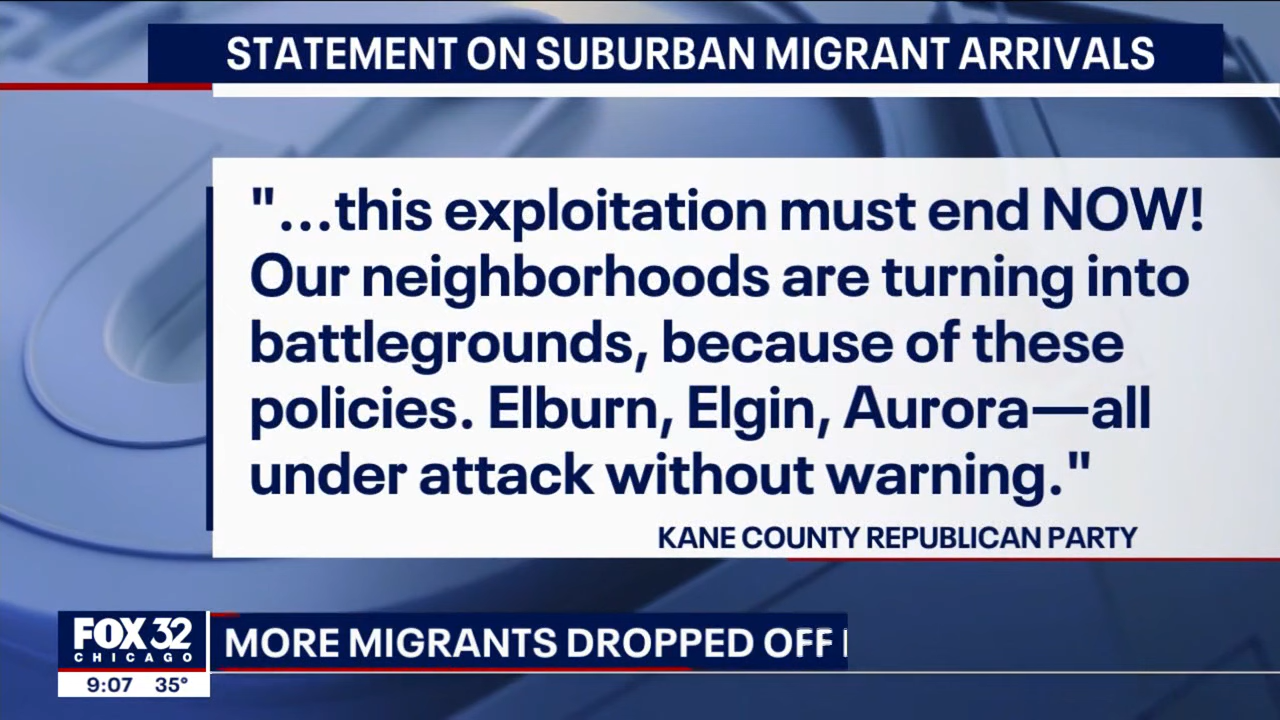 STATEMENT ON SUBURBAN MIGRANT ARRIVALS
"...this exploitation must end NOW!
Our neighborhoods are turning into
battlegrounds, because of these
policies. Elburn, Elgin, Aurora—all
under attack without warning."
KANE COUNTY REPUBLICAN PARTY
FOX 32
CHICAGO
MORE MIGRANTS DROPPED OFF
9:07 35°